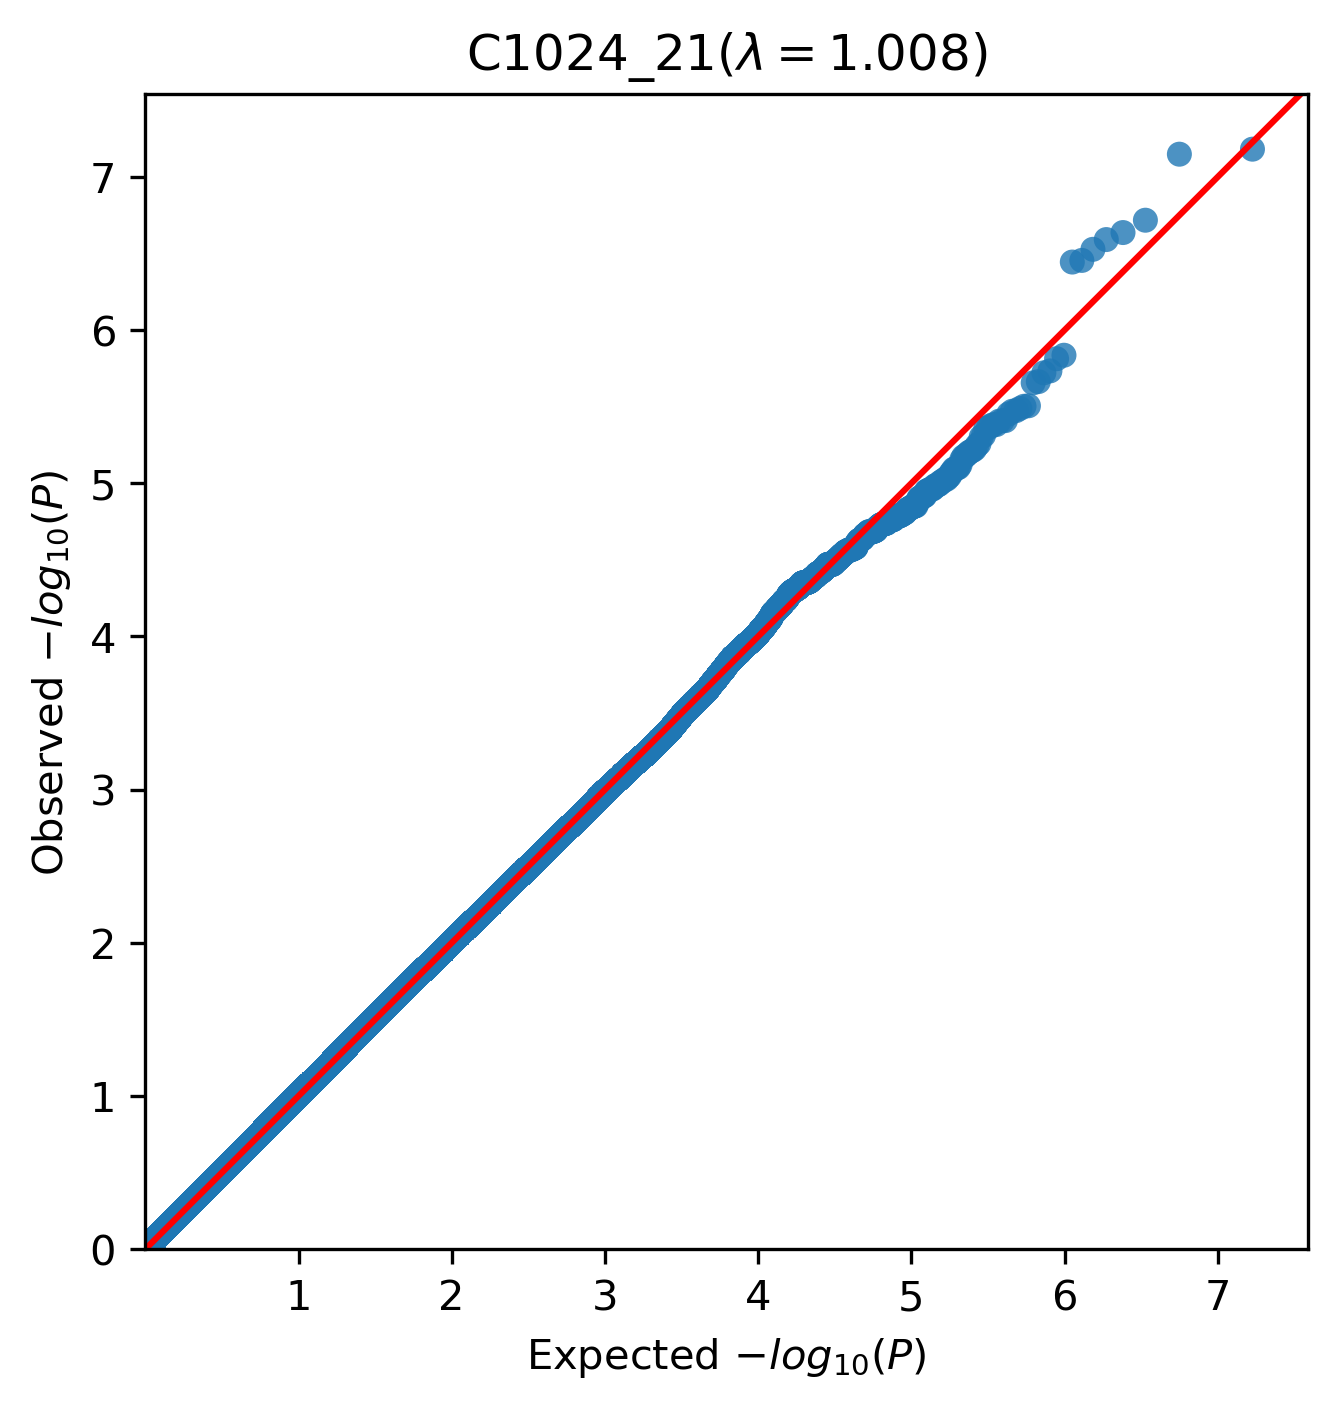 C1024_21(λ = 1.008)
Observed −log₁₀(P)
7
6
5
4
3
2
1
0
1 2 3 4 5 6 7
Expected −log₁₀(P)